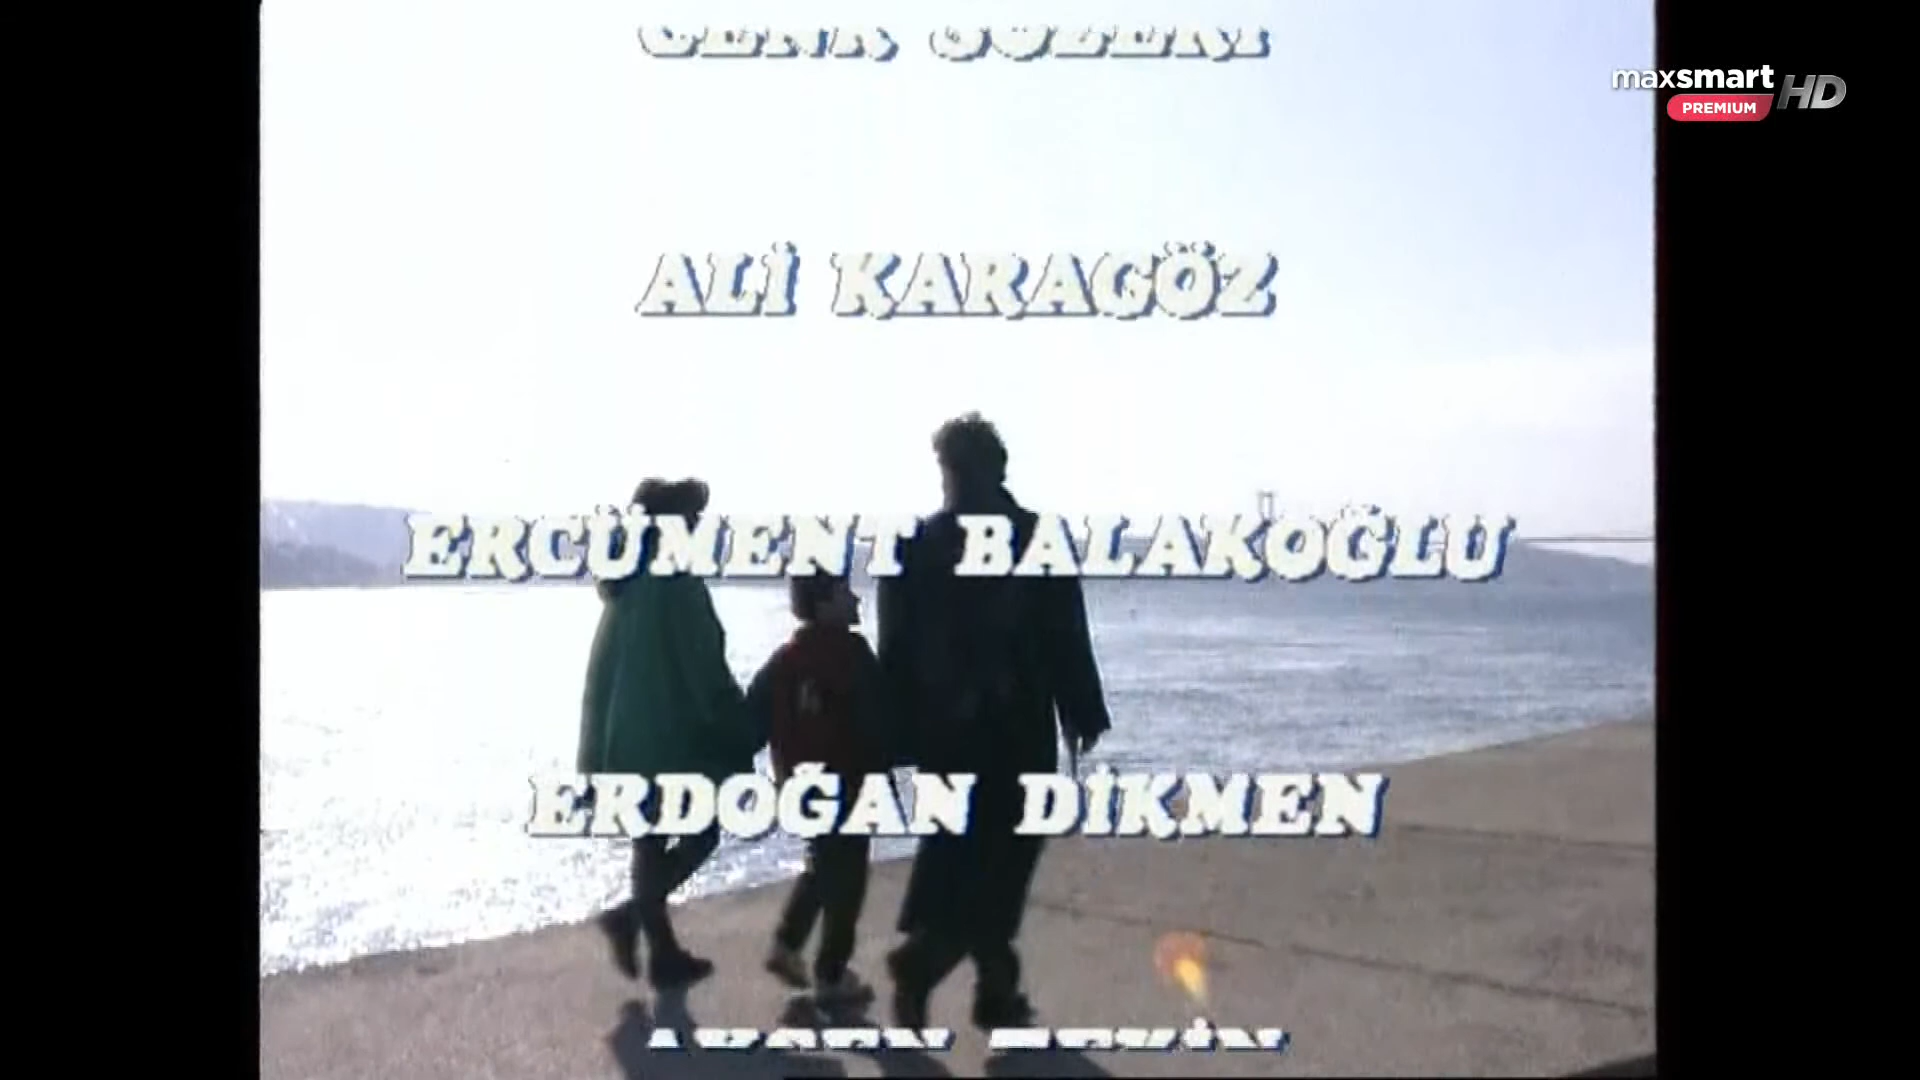 maxsmart HD
PREMIUM
ALİ KARAGÖZ
ERCÜMENT BALAKOĞLU
ERDOĞAN DİKMEN